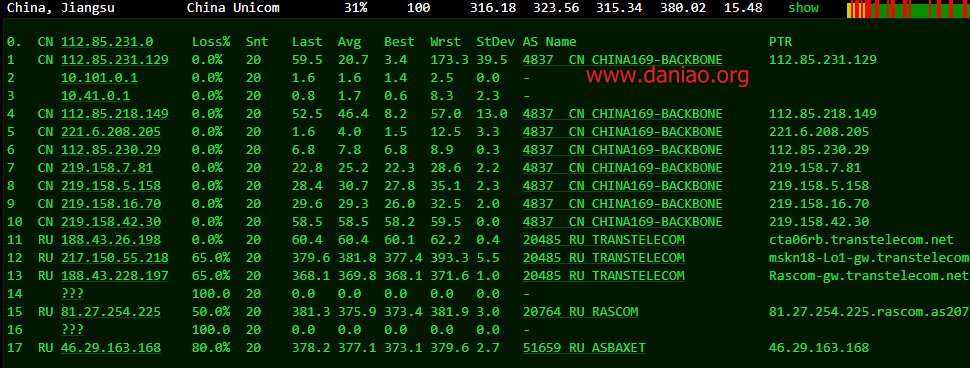 China, Jiangsu China Unicom 31% 100 316.18 323.56 315.34 380.02 15.48 show
0. CN 112.85.231.0 Loss% Snt Last Avg Best Wrst StDev AS Name PTR
1 CN 112.85.231.129 0.0% 20 59.5 20.7 3.4 173.3 39.5 4837 CN CHINA169-BACKBONE 112.85.231.129
2 10.101.0.1 0.0% 20 1.6 1.6 1.4 2.5 0.0 -
www.daniao.org
3 10.41.0.1 0.0% 20 0.8 1.7 0.6 8.3 2.3 -
4 CN 112.85.218.149 0.0% 20 52.5 46.4 8.2 57.0 13.0 4837 CN CHINA169-BACKBONE 112.85.218.149
5 CN 221.6.208.205 0.0% 20 1.6 4.0 1.5 12.5 3.3 4837 CN CHINA169-BACKBONE 221.6.208.205
6 CN 112.85.230.29 0.0% 20 6.8 7.8 6.8 8.9 0.3 4837 CN CHINA169-BACKBONE 112.85.230.29
7 CN 219.158.7.81 0.0% 20 22.8 25.2 22.3 28.6 2.2 4837 CN CHINA169-BACKBONE 219.158.7.81
8 CN 219.158.5.158 0.0% 20 28.4 30.7 27.8 35.1 2.3 4837 CN CHINA169-BACKBONE 219.158.5.158
9 CN 219.158.16.70 0.0% 20 29.6 29.3 26.0 32.5 2.0 4837 CN CHINA169-BACKBONE 219.158.16.70
10 CN 219.158.42.30 0.0% 20 58.5 58.5 58.2 59.5 0.0 4837 CN CHINA169-BACKBONE 219.158.42.30
11 RU 188.43.26.198 0.0% 20 60.4 60.4 60.1 62.2 0.4 20485 RU TRANSTELECOM cta06rb.transtelecom.net
12 RU 217.150.55.218 65.0% 20 379.6 381.8 377.4 393.3 5.5 20485 RU TRANSTELECOM mskn18-Lo1-gw.transtelecom
13 RU 188.43.228.197 65.0% 20 368.1 369.8 368.1 371.6 1.0 20485 RU TRANSTELECOM Rascom-gw.transtelecom.net
14 ??? 100.0 20 0.0 0.0 0.0 0.0 0.0 -
15 RU 81.27.254.225 50.0% 20 381.3 375.9 373.4 381.9 3.0 20764 RU RASCOM 81.27.254.225.rascom.as207
16 ??? 100.0 20 0.0 0.0 0.0 0.0 0.0 -
17 RU 46.29.163.168 80.0% 20 378.2 377.1 373.1 379.6 2.7 51659 RU ASBAXET 46.29.163.168